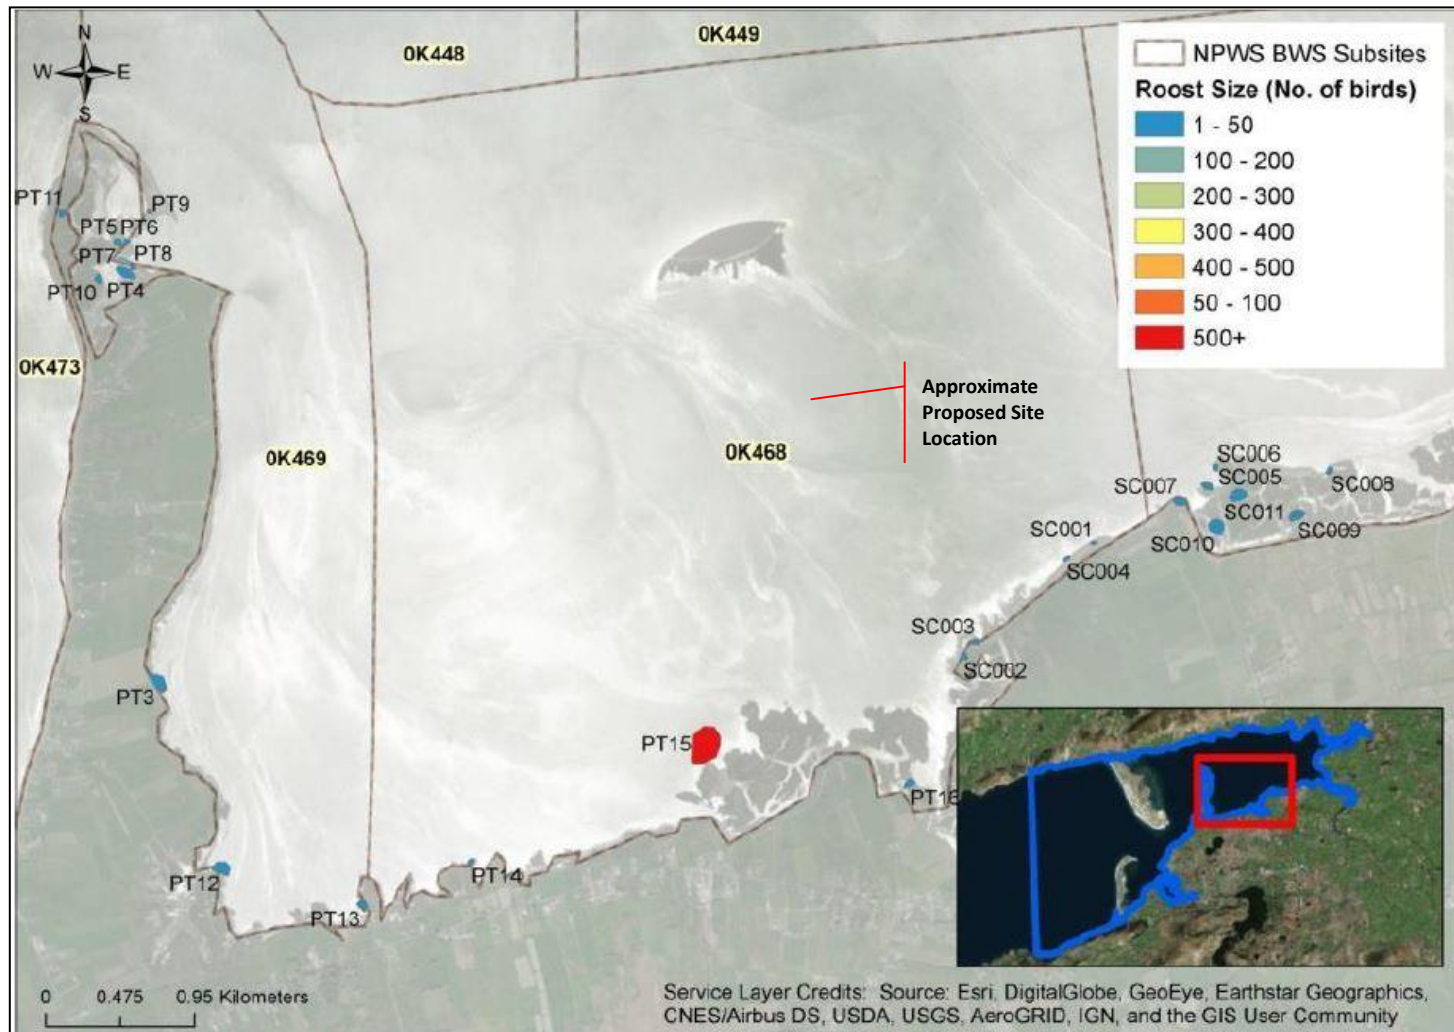 N
W E
S
0K448
0K449
NPWS BWS Subsites
Roost Size (No. of birds)
1 - 50
100 - 200
200 - 300
300 - 400
400 - 500
50 - 100
500+
PT11
PT9
PT5
PT6
PT7
PT8
PT10
PT4
0K473
0K469
0K468
Approximate
Proposed Site
Location
SC006
SC005
SC008
SC007
SC011
SC009
SC010
SC001
SC004
SC003
SC002
PT3
PT15
PT16
PT12
PT14
PT13
0 0.475 0.95 Kilometers
Service Layer Credits: Source: Esri, DigitalGlobe, GeoEye, Earthstar Geographics,
CNES/Airbus DS, USDA, USGS, AeroGRID, IGN, and the GIS User Community